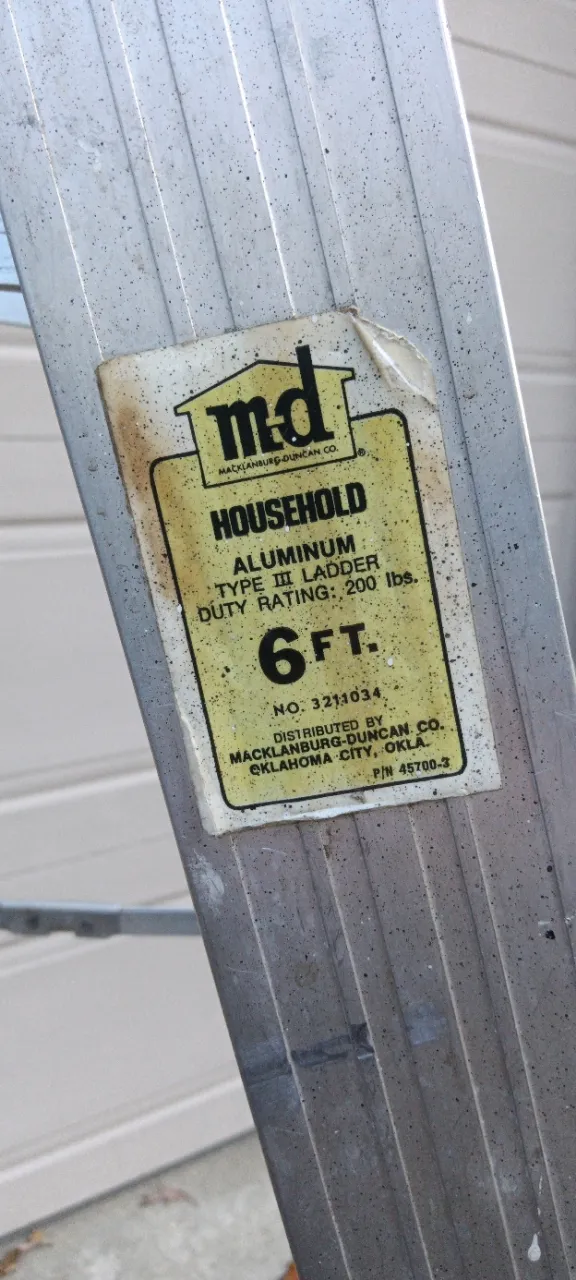 m-d
MACKLANBURG-DUNCAN CO.
®
HOUSEHOLD
ALUMINUM
TYPE III LADDER
DUTY RATING: 200 lbs.
6 FT.
NO. 3211034
DISTRIBUTED BY
MACKLANBURG-DUNCAN CO.
OKLAHOMA CITY, OKLA.
P/N 45700-3